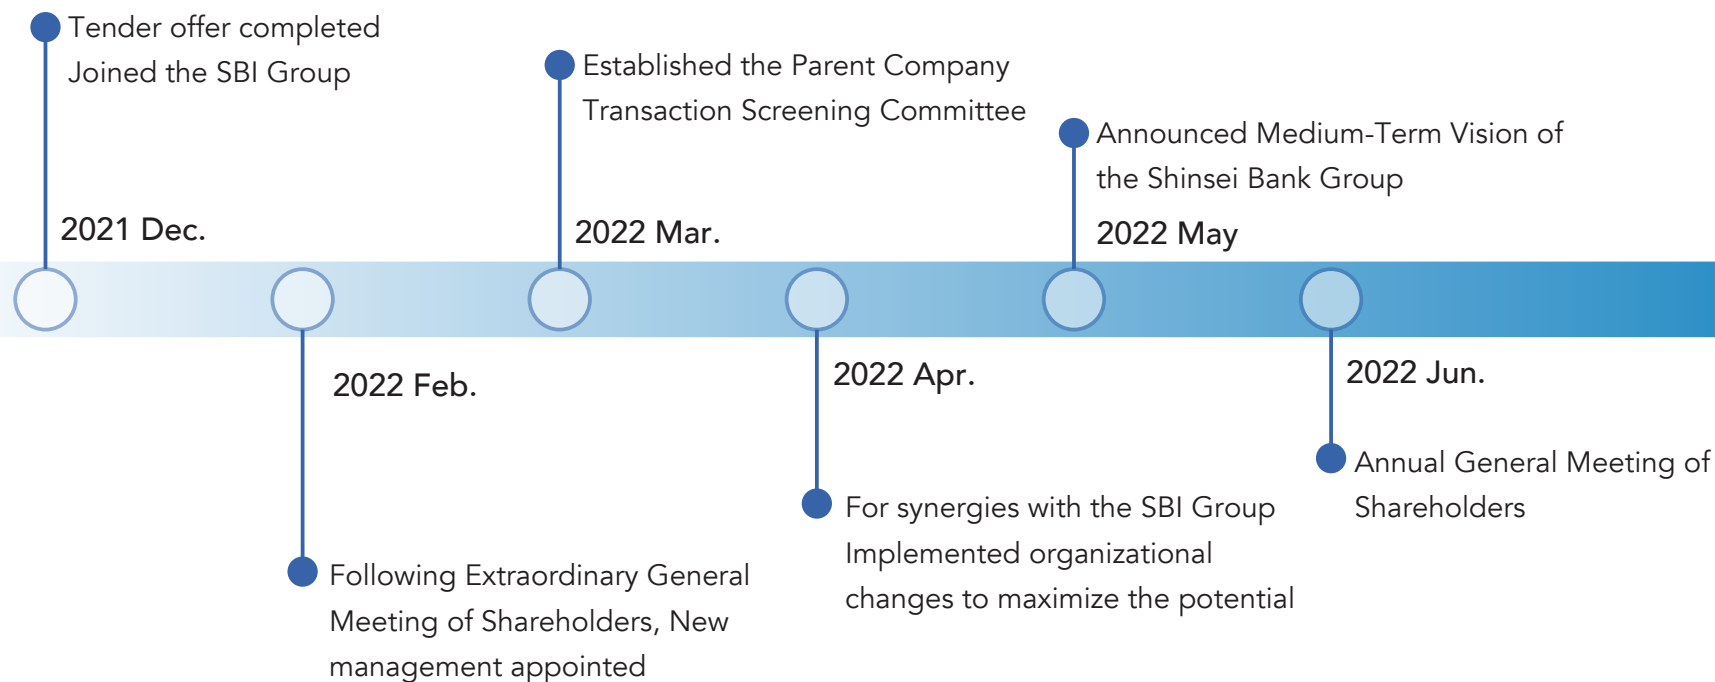 Tender offer completed
Joined the SBI Group
2021 Dec.
Following Extraordinary General
Meeting of Shareholders, New
management appointed
2022 Feb.
Established the Parent Company
Transaction Screening Committee
2022 Mar.
2022 Apr.
For synergies with the SBI Group
Implemented organizational
changes to maximize the potential
Announced Medium-Term Vision of
the Shinsei Bank Group
2022 May
2022 Jun.
Annual General Meeting of
Shareholders